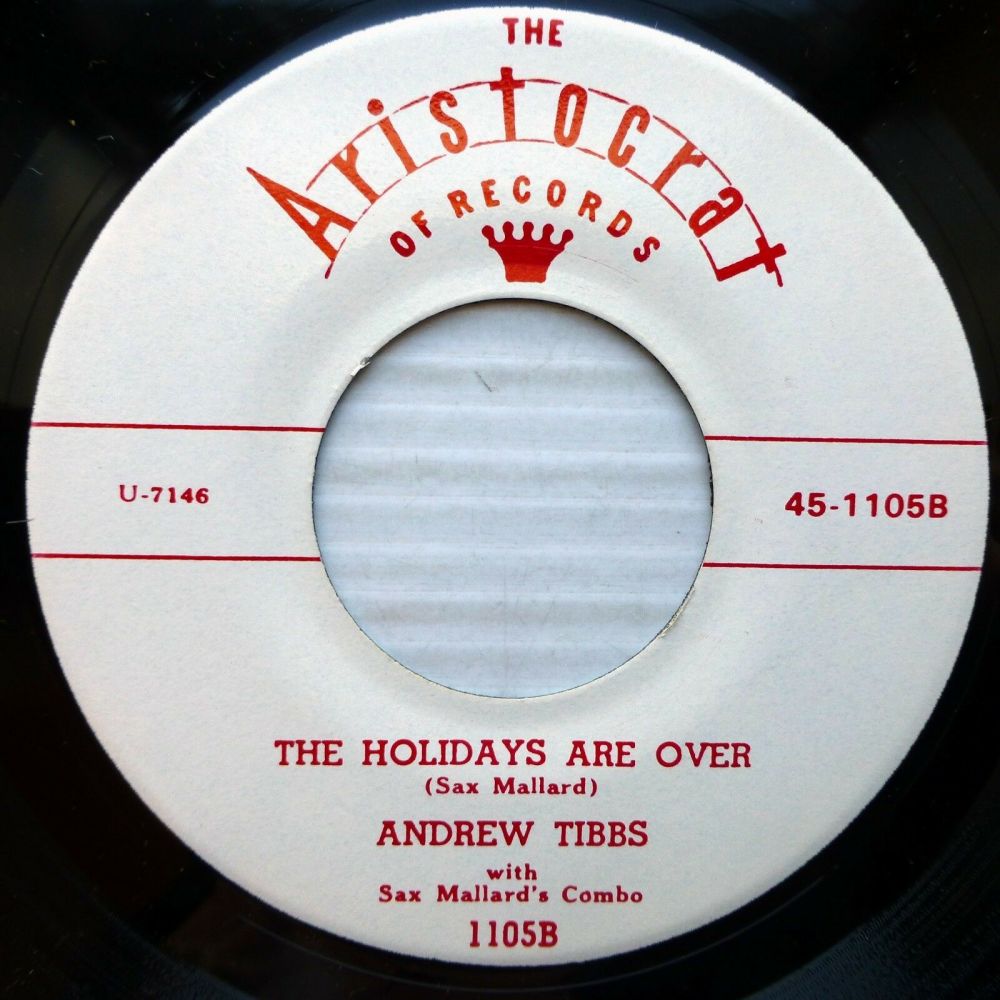 THE
Aristocrat
OF RECORDS
U-7146
45-1105B
THE HOLIDAYS ARE OVER
(Sax Mallard)
ANDREW TIBBS
with
Sax Mallard's Combo
1105B